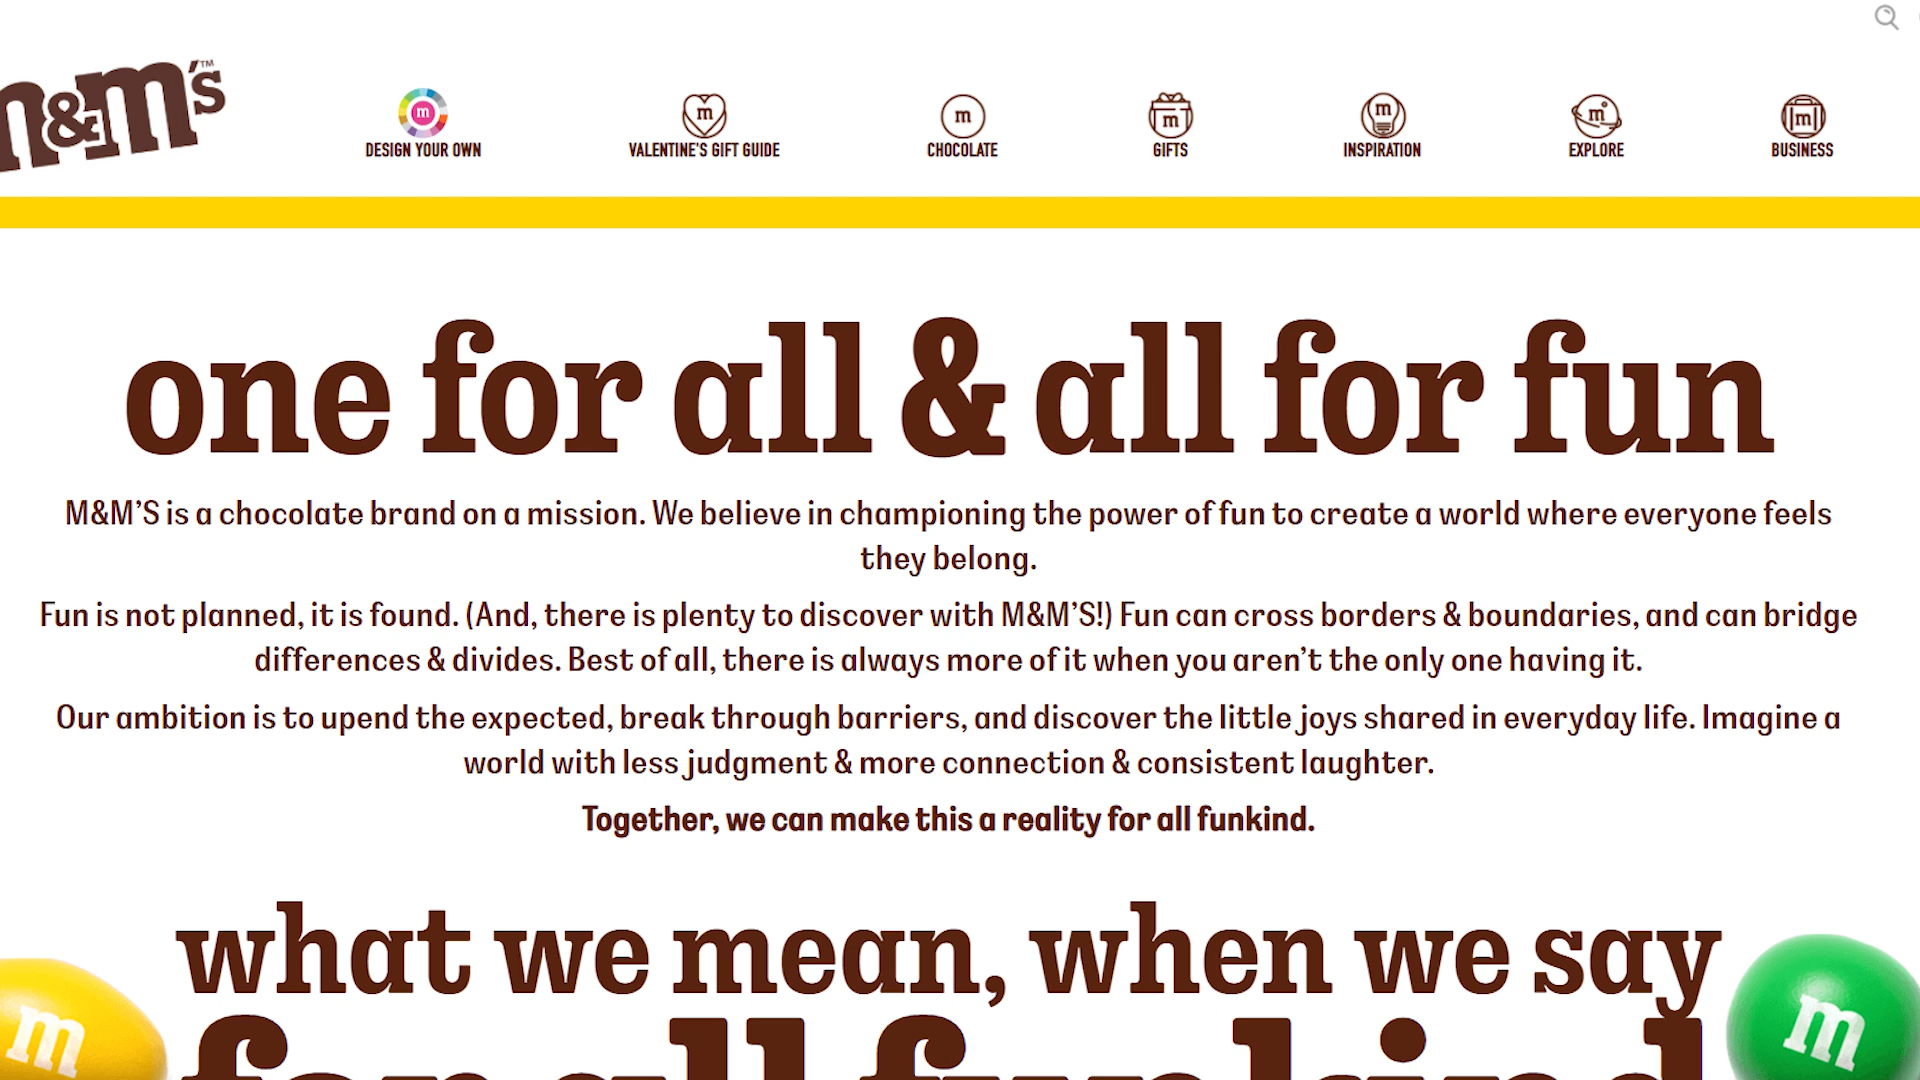 m&m's™
DESIGN YOUR OWN
VALENTINE'S GIFT GUIDE
CHOCOLATE
GIFTS
INSPIRATION
EXPLORE
BUSINESS
m
m
m
m
m
m
m
one for all & all for fun
M&M’S is a chocolate brand on a mission. We believe in championing the power of fun to create a world where everyone feels
they belong.
Fun is not planned, it is found. (And, there is plenty to discover with M&M’S!) Fun can cross borders & boundaries, and can bridge
differences & divides. Best of all, there is always more of it when you aren’t the only one having it.
Our ambition is to upend the expected, break through barriers, and discover the little joys shared in everyday life. Imagine a
world with less judgment & more connection & consistent laughter.
Together, we can make this a reality for all funkind.
what we mean, when we say
for all funkind
m
m